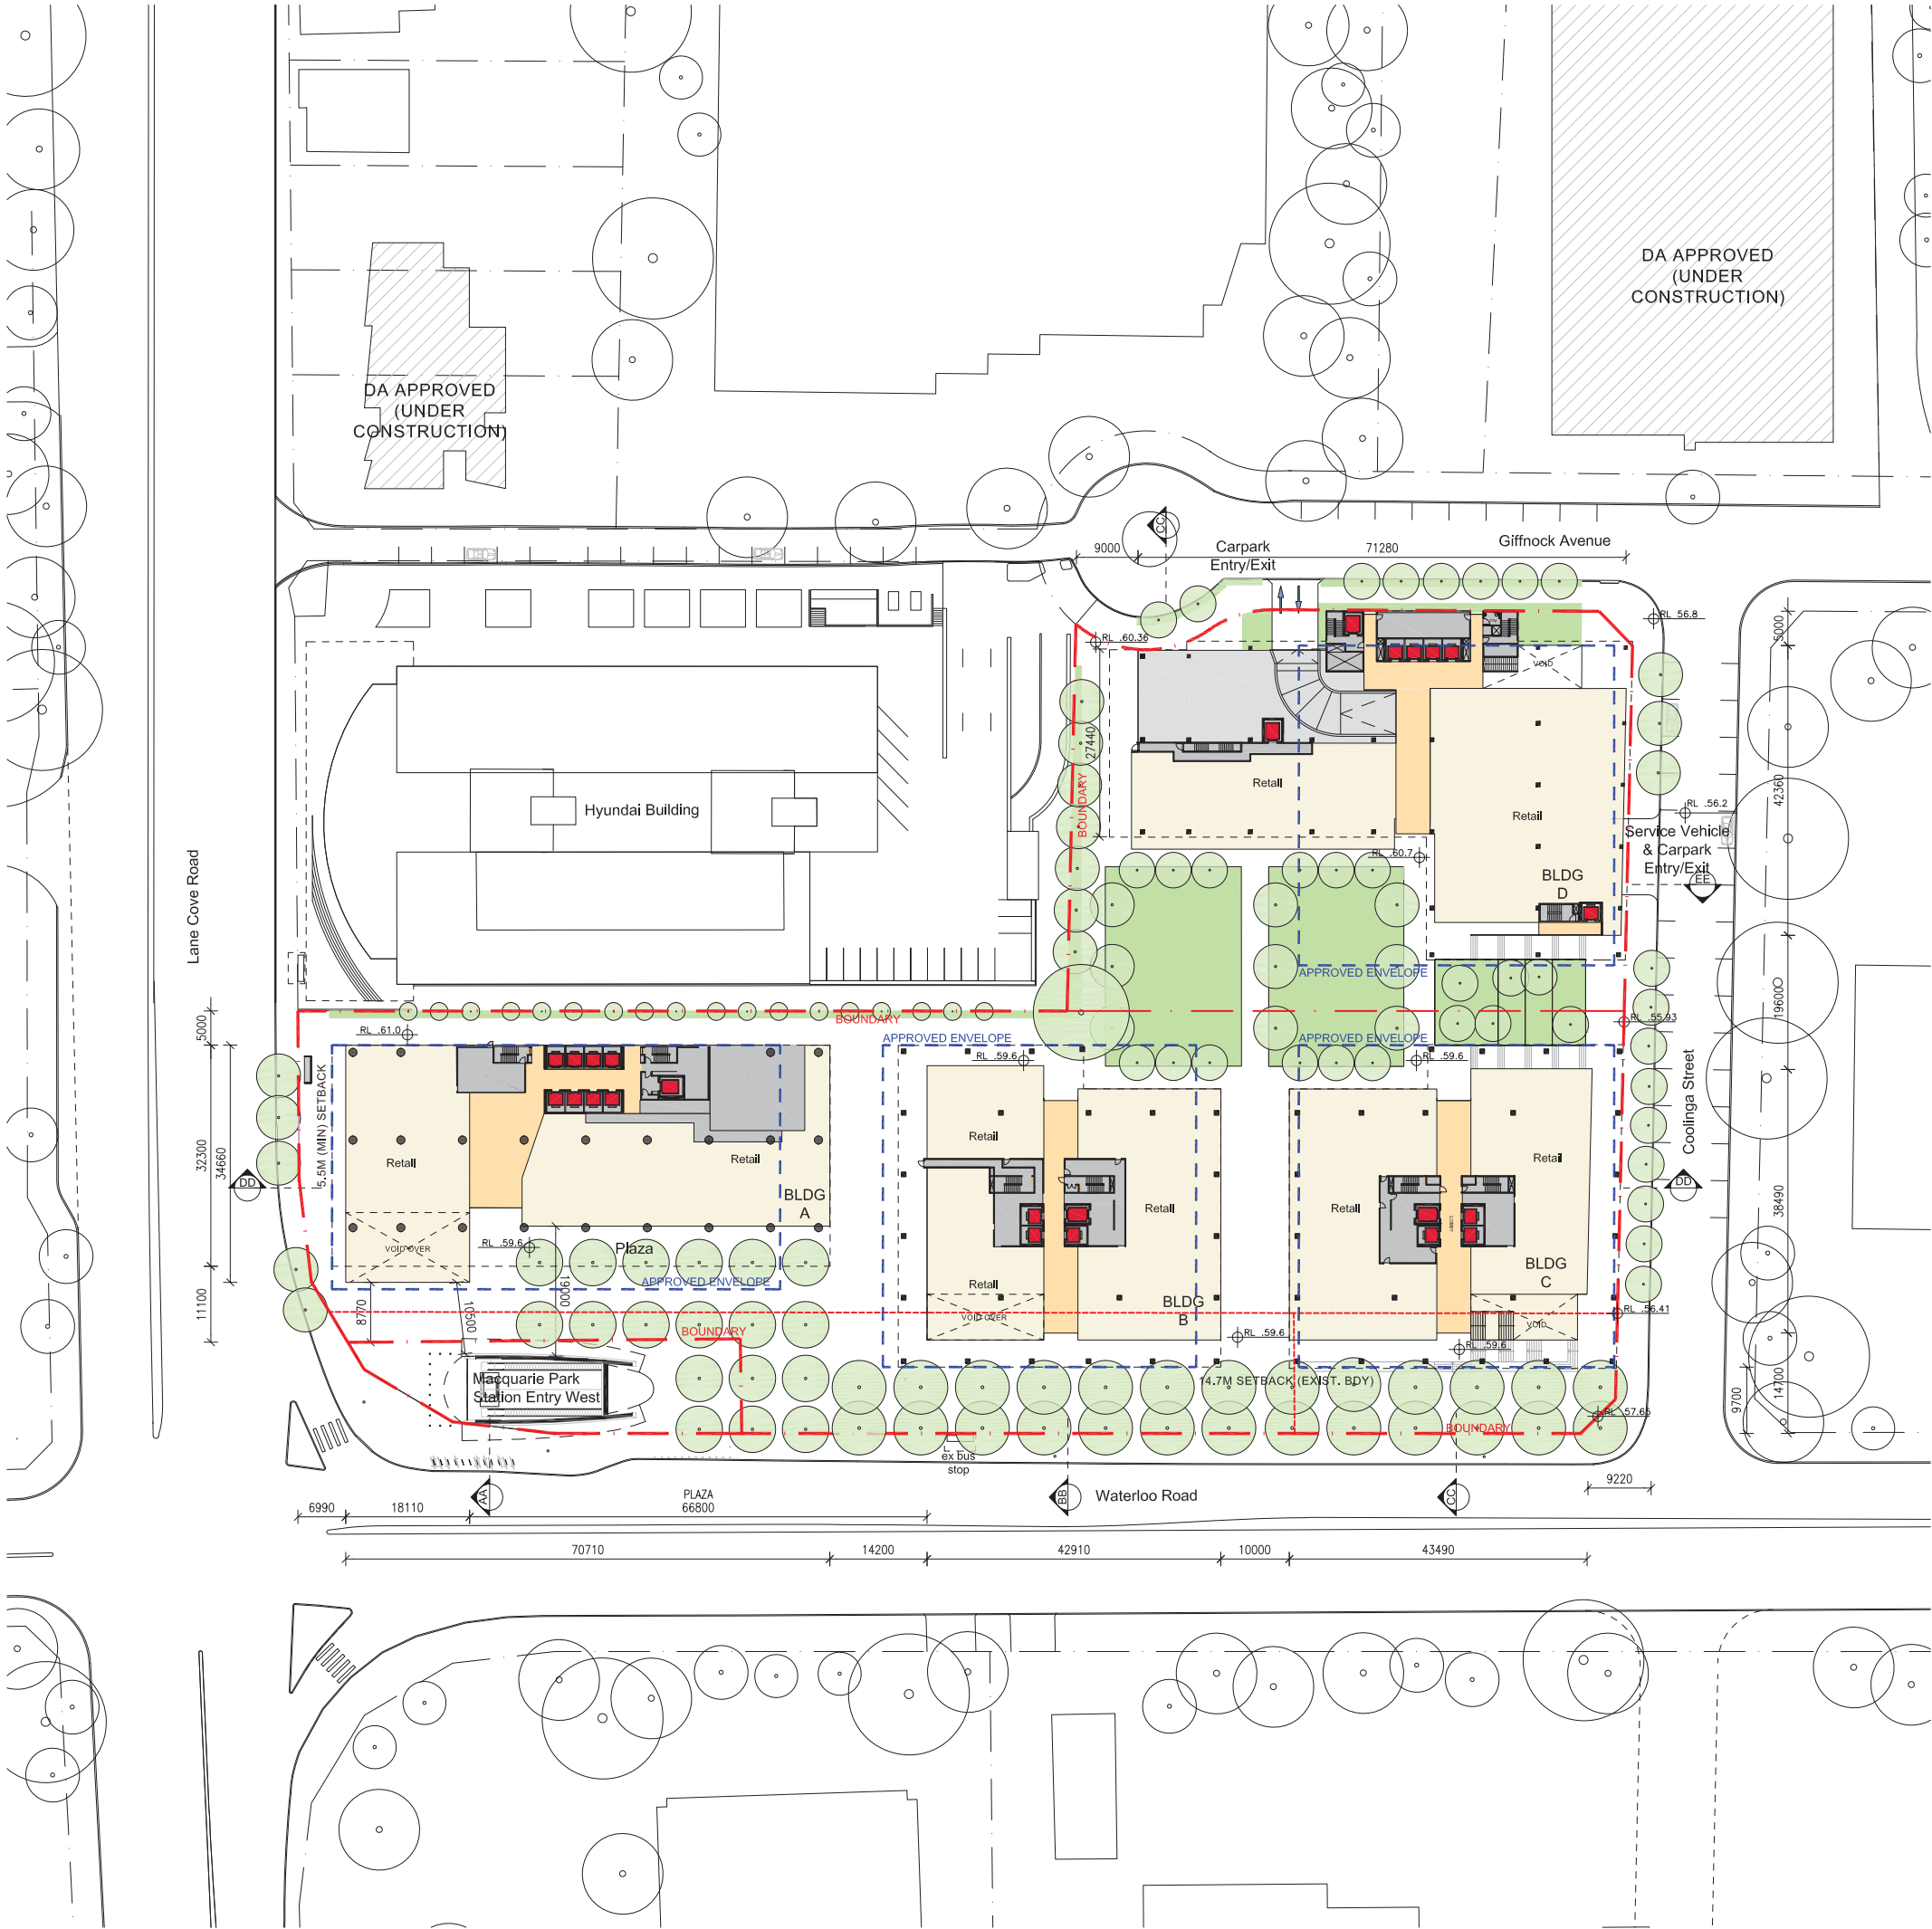 DA APPROVED
(UNDER
CONSTRUCTION)
DA APPROVED
(UNDER
CONSTRUCTION)
CC
9000
Carpark
Entry/Exit
71280
Giffnock Avenue
RL .56.8
RL .60.36
5000
VOID
27440
BOUNDARY
Retail
Retail
42360
RL .56.2
Hyundai Building
Service Vehicle
& Carpark
Entry/Exit
RL .60.7
BLDG
D
EE
Lane Cove Road
APPROVED ENVELOPE
19600
5000
RL .61.0
BOUNDARY
RL .55.93
APPROVED ENVELOPE
APPROVED ENVELOPE
RL .59.6
RL .59.6
5.5M (MIN) SETBACK
Coolinga Street
32300
34660
Retail
Retail
Retail
Retail
DD
DD
BLDG
A
Retail
Retail
LOBBY
38490
VOID OVER
RL .59.6
Plaza
APPROVED ENVELOPE
Retail
BLDG
C
11100
8770
10500
19000
BLDG
B
VOID OVER
VOID
RL .56.41
BOUNDARY
RL .59.6
RL .59.6
Macquarie Park
Station Entry West
14.7M SETBACK (EXIST. BDY)
9700
14700
RL .57.65
BOUNDARY
ex bus
stop
AA
PLAZA
BB
Waterloo Road
CC
9220
6990
18110
66800
70710
14200
42910
10000
43490